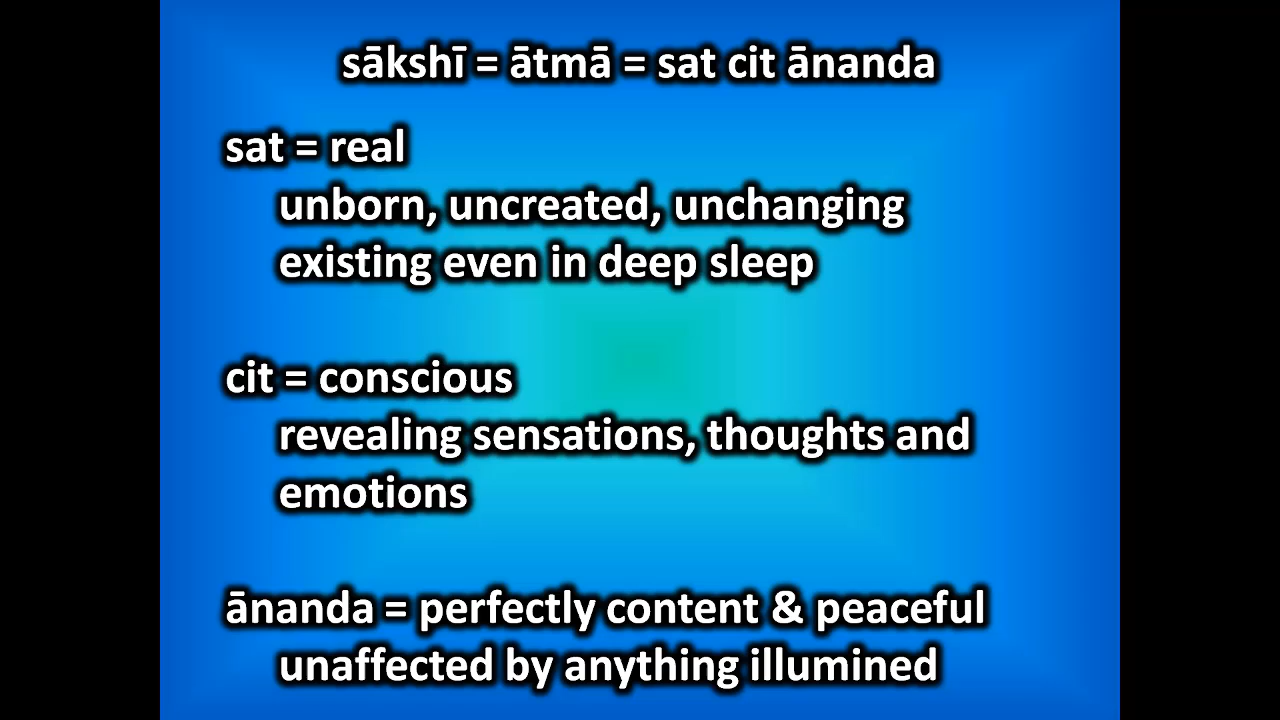 sākshī = ātmā = sat cit ānanda
sat = real
unborn, uncreated, unchanging
existing even in deep sleep
cit = conscious
revealing sensations, thoughts and
emotions
ānanda = perfectly content & peaceful
unaffected by anything illumined